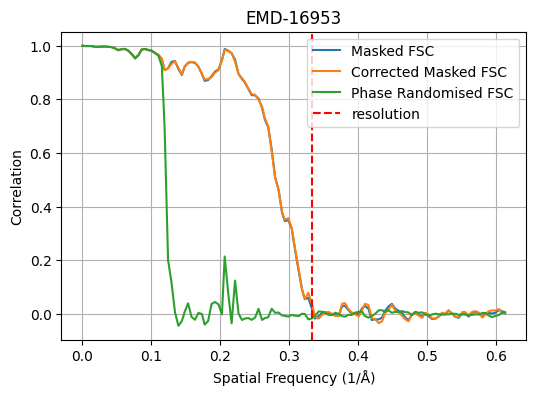 EMD-16953
Masked FSC
Corrected Masked FSC
Phase Randomised FSC
resolution
Correlation
1.0
0.8
0.6
0.4
0.2
0.0
0.0 0.1 0.2 0.3 0.4 0.5 0.6
Spatial Frequency (1/Å)